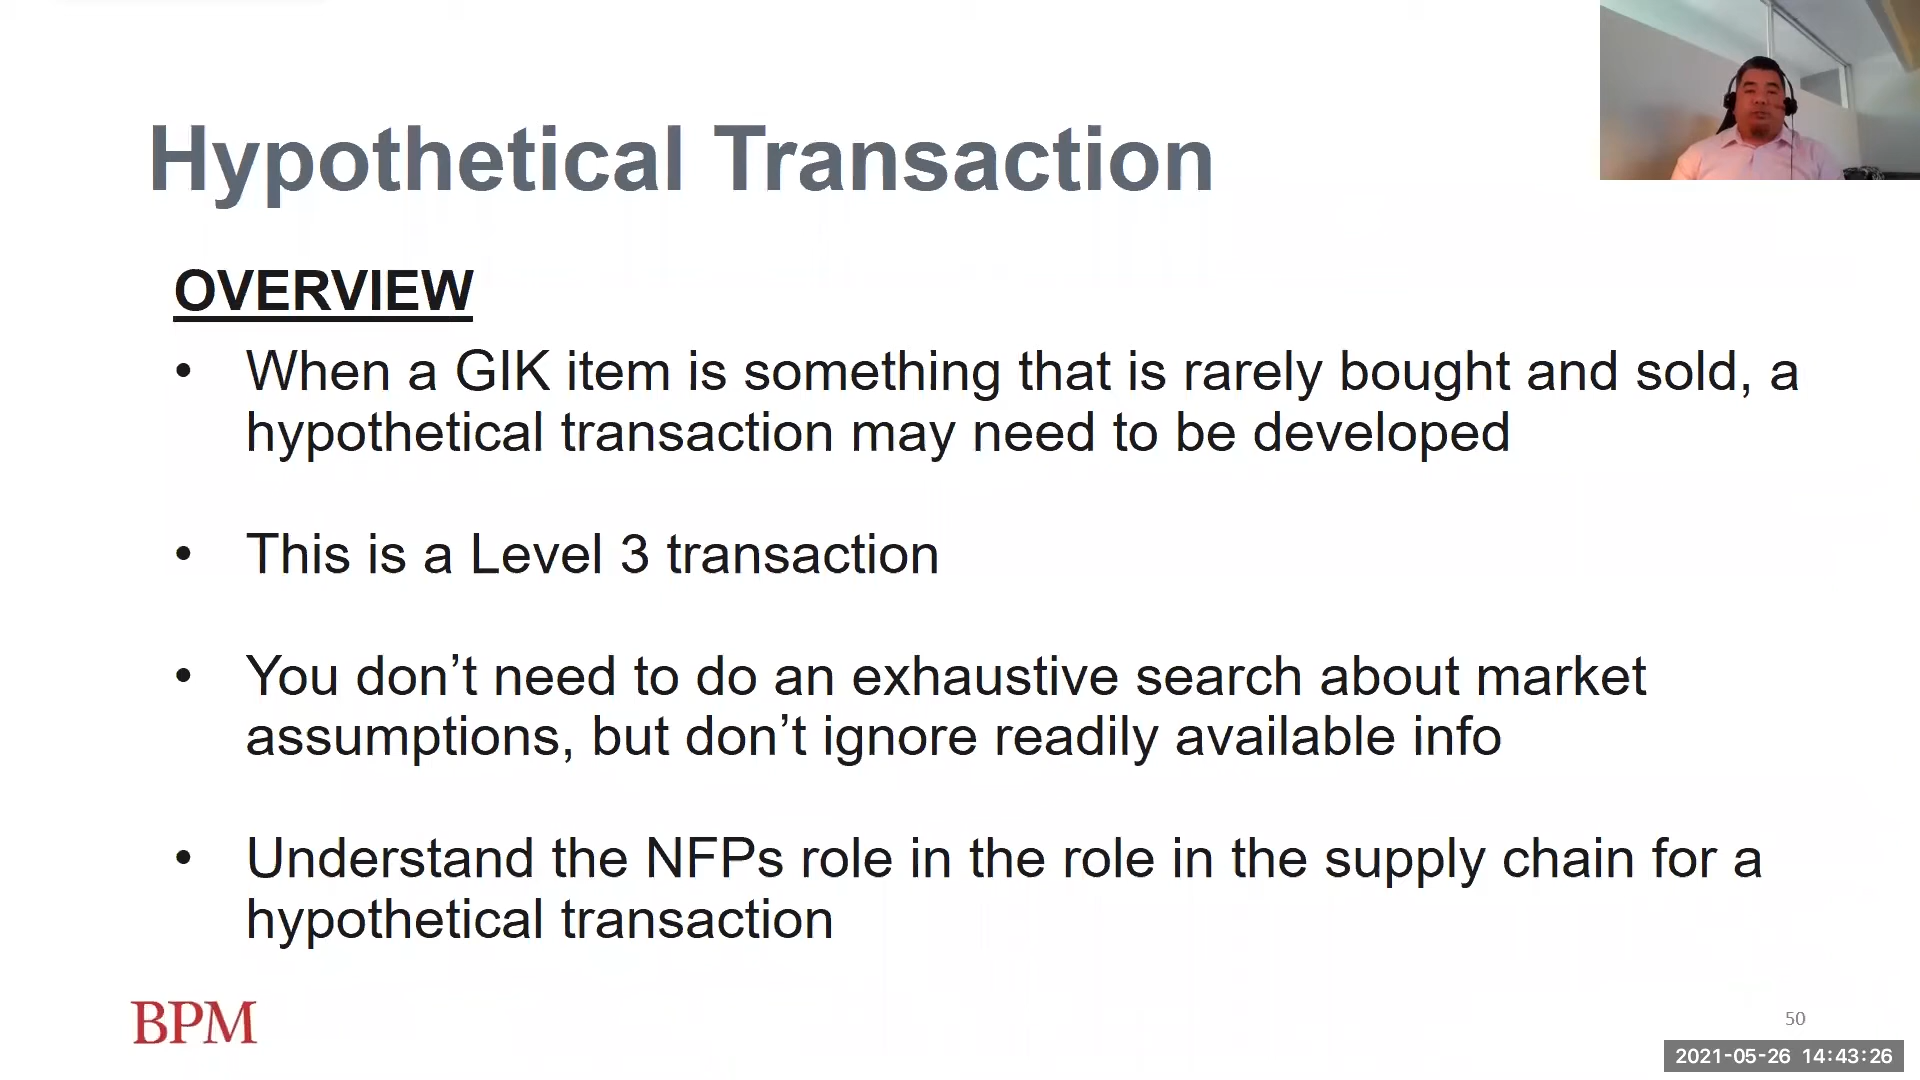 Hypothetical Transaction
OVERVIEW
• When a GIK item is something that is rarely bought and sold, a
hypothetical transaction may need to be developed
• This is a Level 3 transaction
• You don’t need to do an exhaustive search about market
assumptions, but don’t ignore readily available info
• Understand the NFPs role in the role in the supply chain for a
hypothetical transaction
BPM
50
2021-05-26 14:43:26